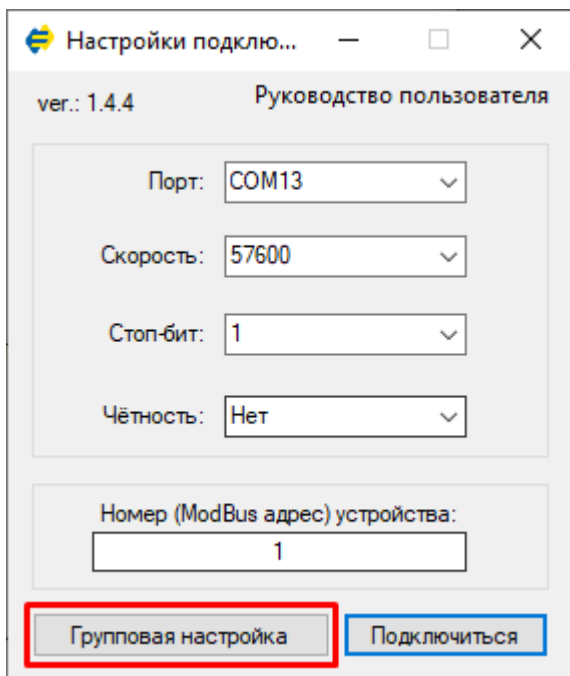 Настройки подклю...
ver.: 1.4.4 Руководство пользователя
Порт: COM13
Скорость: 57600
Стоп-бит: 1
Чётность: Нет
Номер (ModBus адрес) устройства:
1
Групповая настройка Подключиться